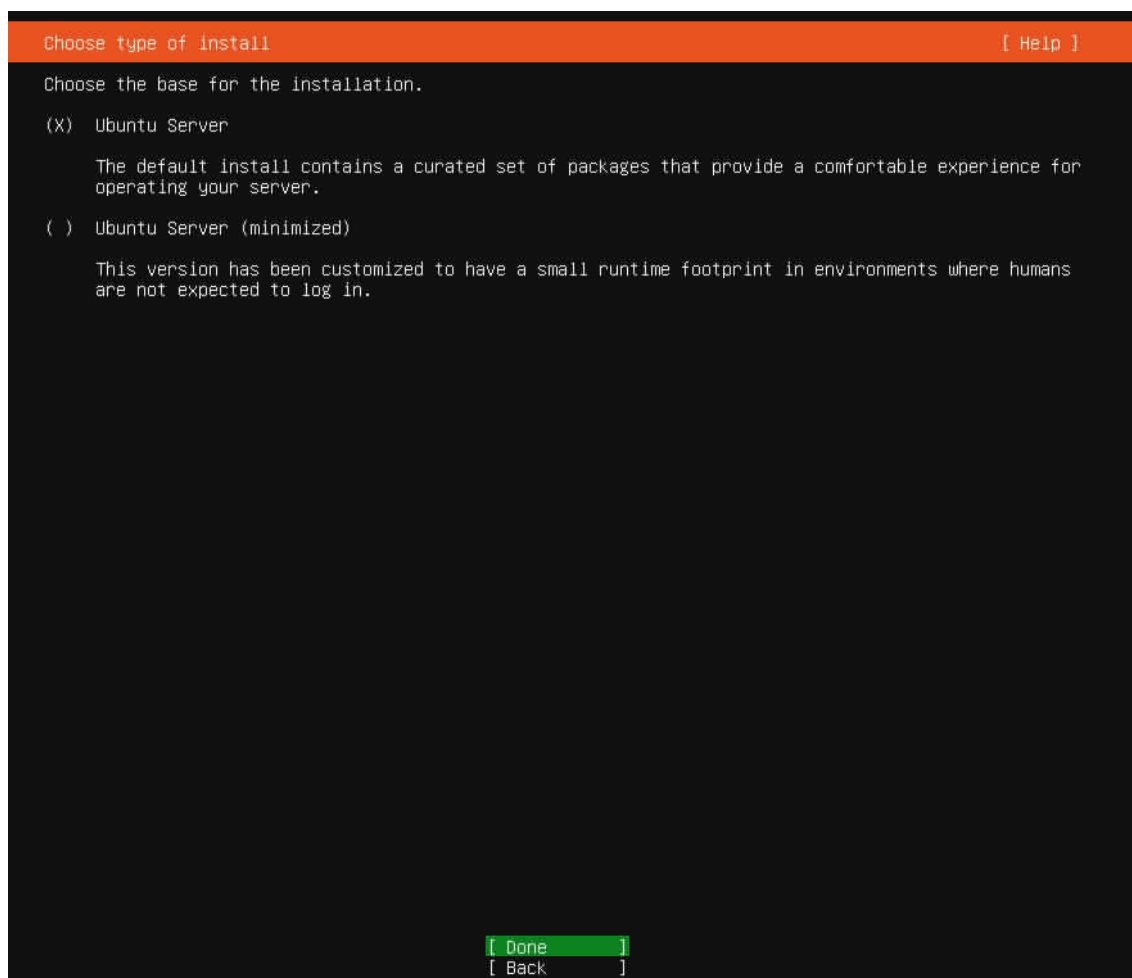 Choose type of install [ Help ]
Choose the base for the installation.
(X) Ubuntu Server
The default install contains a curated set of packages that provide a comfortable experience for
operating your server.
( ) Ubuntu Server (minimized)
This version has been customized to have a small runtime footprint in environments where humans
are not expected to log in.
[ Done ]
[ Back ]